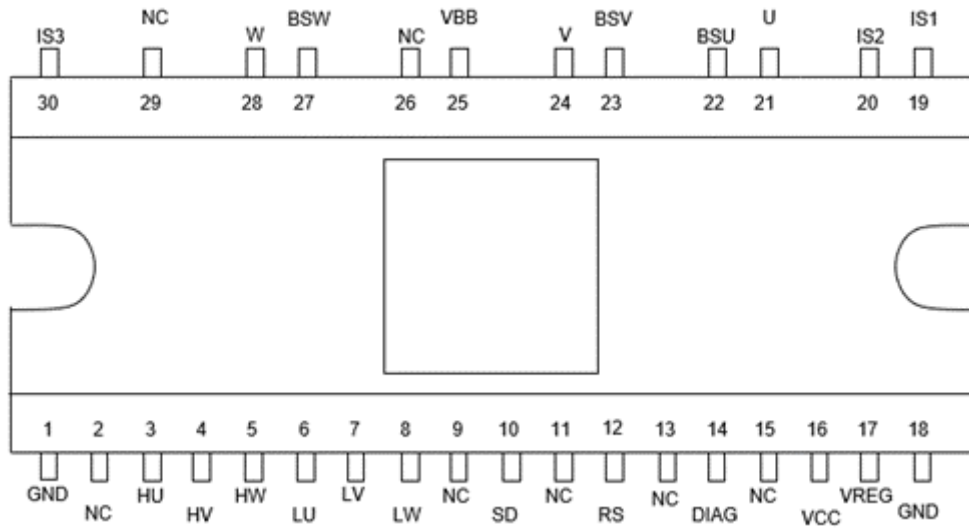 NC BSW VBB BSV U IS1
IS3 W NC V BSU IS2
30 29 28 27 26 25 24 23 22 21 20 19
1 2 3 4 5 6 7 8 9 10 11 12 13 14 15 16 17 18
GND HU HW LV NC NC NC NC VREG
NC HV LU LW SD RS DIAG VCC GND